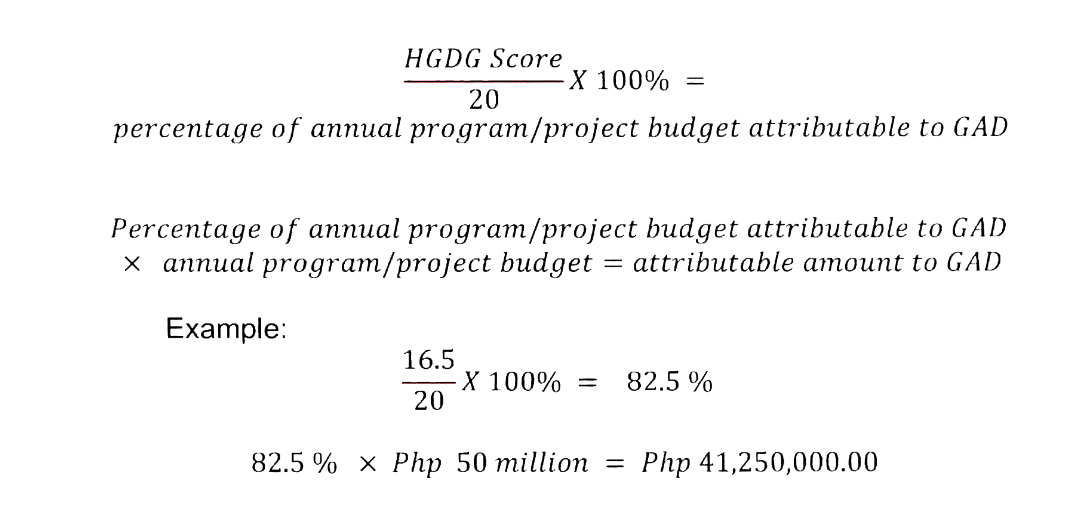 HGDG Score
20
X 100% =
percentage of annual program/project budget attributable to GAD
Percentage of annual program/project budget attributable to GAD
× annual program/project budget = attributable amount to GAD
Example:
16.5
20
X 100% = 82.5 %
82.5 % × Php 50 million = Php 41,250,000.00